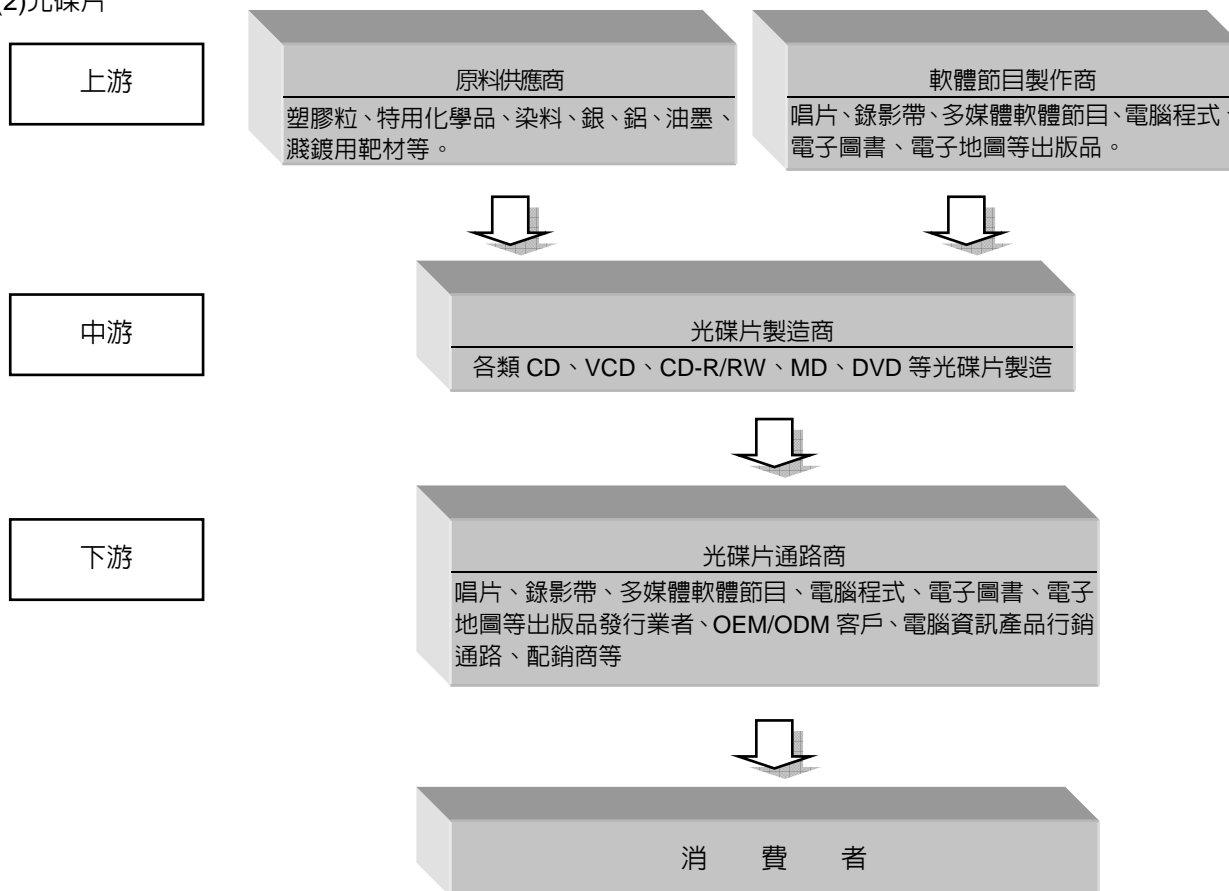 (2)光碟片
上游
原料供應商
塑膠粒、特用化學品、染料、銀、鋁、油墨、
濺鍍用靶材等。
軟體節目製作商
唱片、錄影帶、多媒體軟體節目、電腦程式、
電子圖書、電子地圖等出版品。
中游
光碟片製造商
各類 CD、VCD、CD-R/RW、MD、DVD 等光碟片製造
下游
光碟片通路商
唱片、錄影帶、多媒體軟體節目、電腦程式、電子圖書、電子
地圖等出版品發行業者、OEM/ODM 客戶、電腦資訊產品行銷
通路、配銷商等
消 費 者